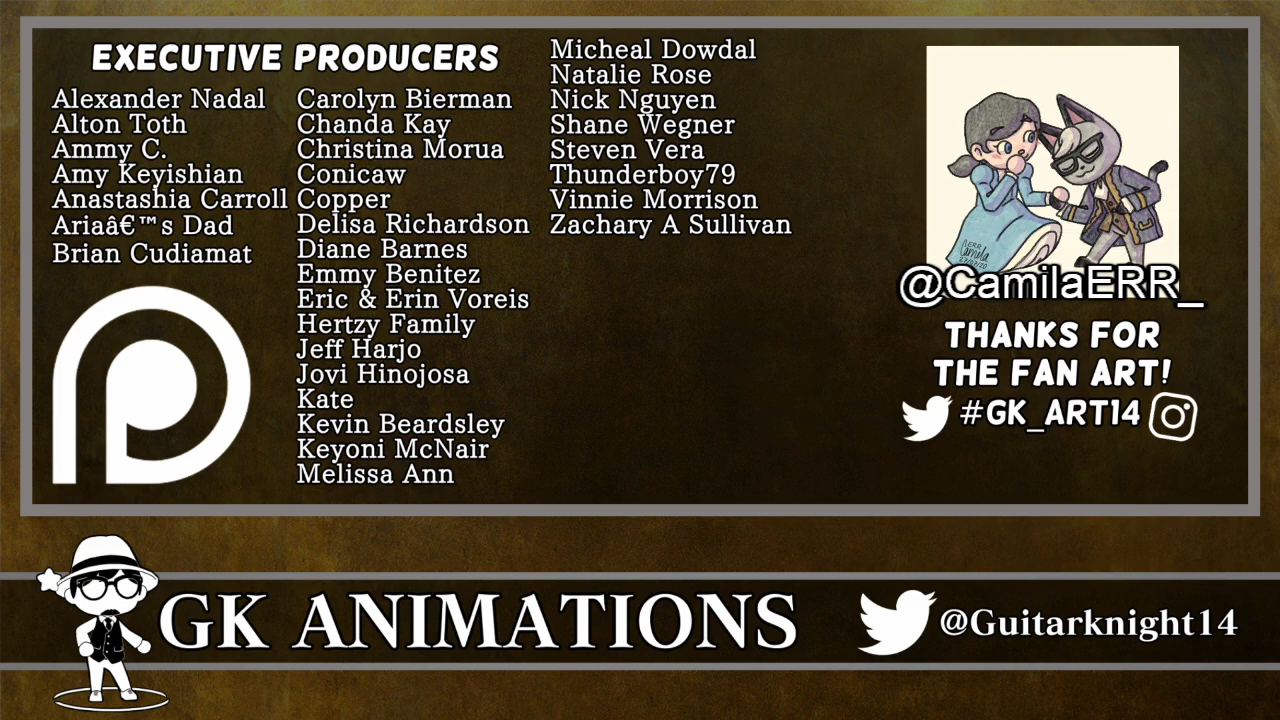 EXECUTIVE PRODUCERS
Alexander Nadal
Alton Toth
Ammy C.
Amy Keyishian
Anastashia Carroll
Ariaâ€™s Dad
Brian Cudiamat
Carolyn Bierman
Chanda Kay
Christina Morua
Conicaw
Copper
Delisa Richardson
Diane Barnes
Emmy Benitez
Eric & Erin Voreis
Hertzy Family
Jeff Harjo
Jovi Hinojosa
Kate
Kevin Beardsley
Keyoni McNair
Melissa Ann
Micheal Dowdal
Natalie Rose
Nick Nguyen
Shane Wegner
Steven Vera
Thunderboy79
Vinnie Morrison
Zachary A Sullivan
ERR
Camila
@CamilaERR_
THANKS FOR
THE FAN ART!
#GK_ART14
GK ANIMATIONS
@Guitarknight14